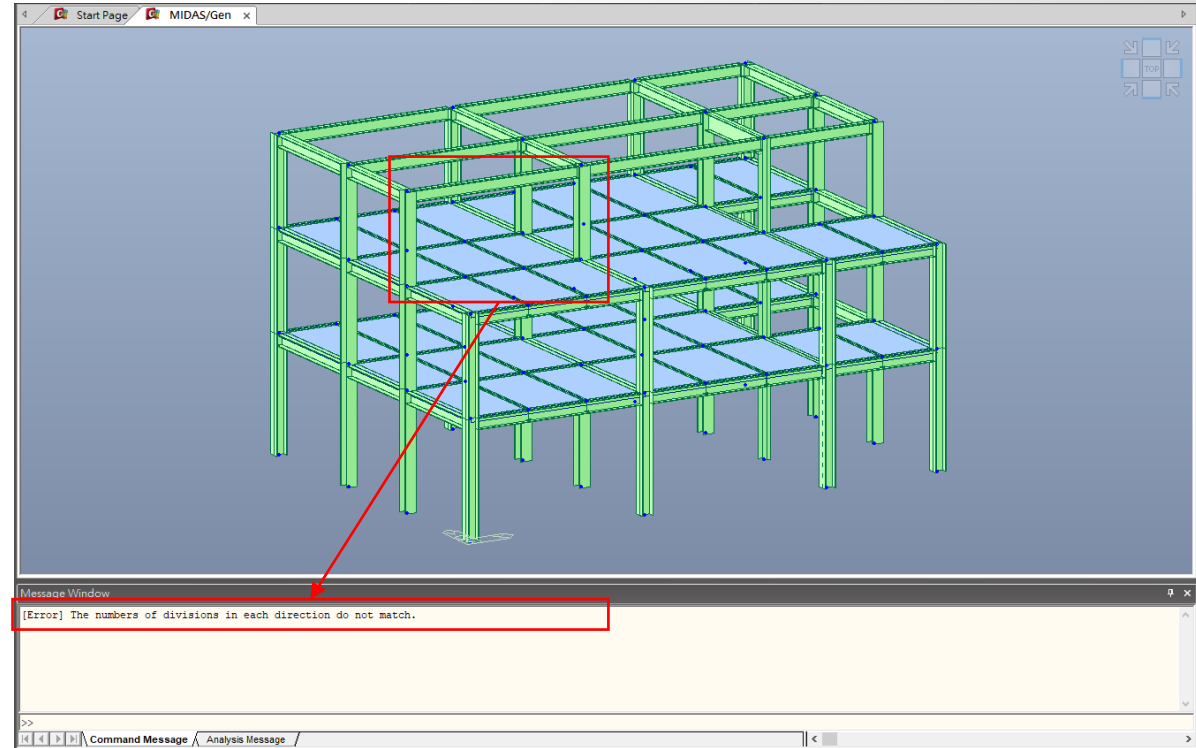 Start Page
MIDAS/Gen
TOP
Message Window
[Error] The numbers of divisions in each direction do not match.
>>
Command Message
Analysis Message